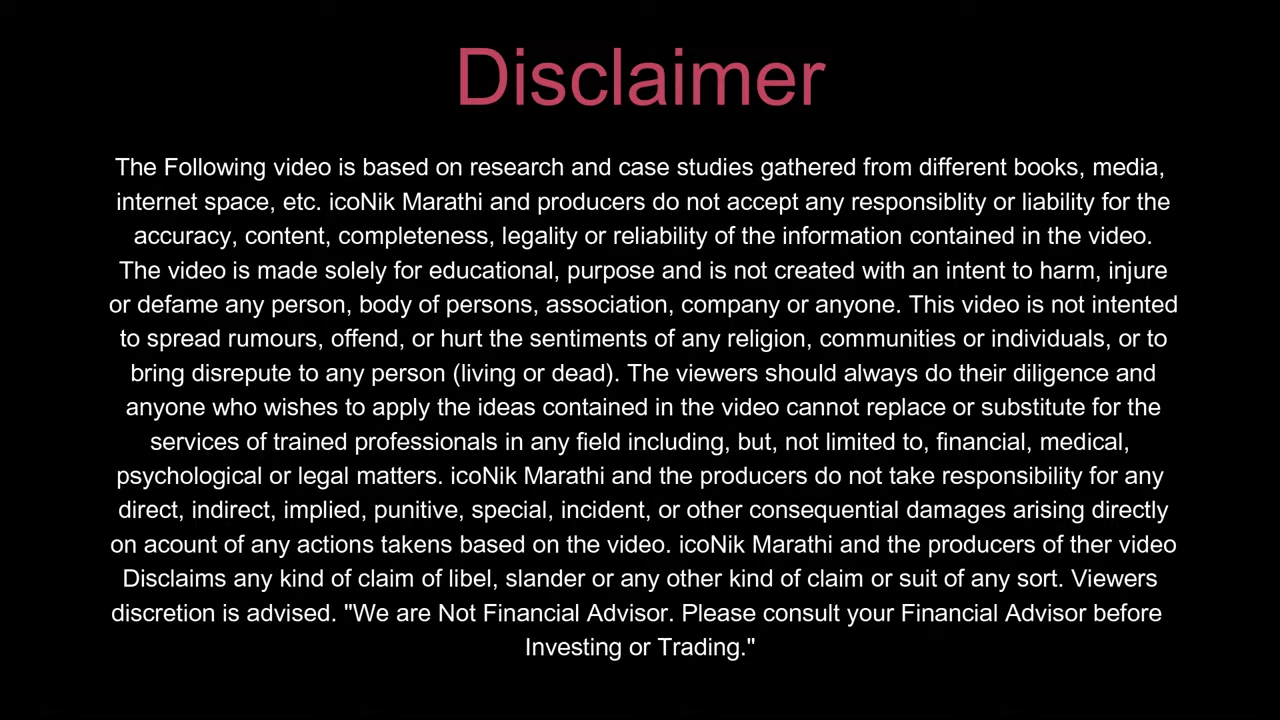 Disclaimer
The Following video is based on research and case studies gathered from different books, media,
internet space, etc. icoNik Marathi and producers do not accept any responsiblity or liability for the
accuracy, content, completeness, legality or reliability of the information contained in the video.
The video is made solely for educational, purpose and is not created with an intent to harm, injure
or defame any person, body of persons, association, company or anyone. This video is not intented
to spread rumours, offend, or hurt the sentiments of any religion, communities or individuals, or to
bring disrepute to any person (living or dead). The viewers should always do their diligence and
anyone who wishes to apply the ideas contained in the video cannot replace or substitute for the
services of trained professionals in any field including, but, not limited to, financial, medical,
psychological or legal matters. icoNik Marathi and the producers do not take responsibility for any
direct, indirect, implied, punitive, special, incident, or other consequential damages arising directly
on acount of any actions takens based on the video. icoNik Marathi and the producers of ther video
Disclaims any kind of claim of libel, slander or any other kind of claim or suit of any sort. Viewers
discretion is advised. "We are Not Financial Advisor. Please consult your Financial Advisor before
Investing or Trading."